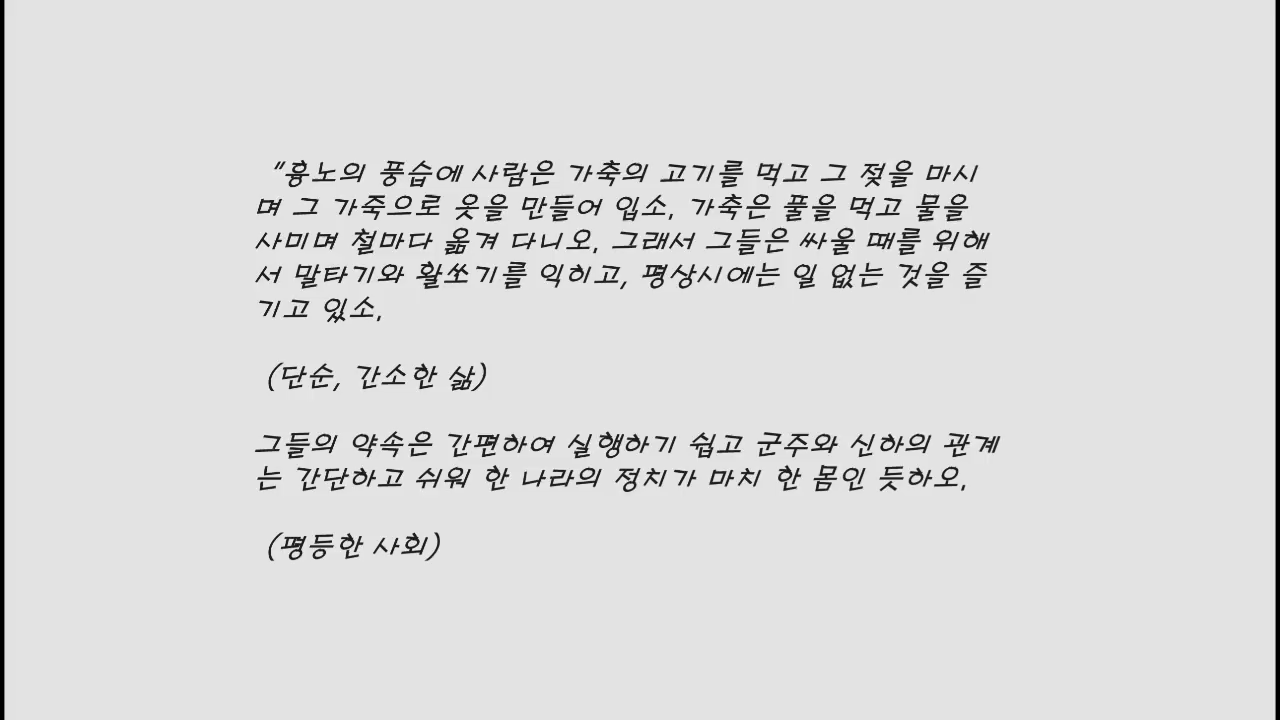 "흉노의 풍습에 사람은 가축의 고기를 먹고 그 젖을 마시
며 그 가죽으로 옷을 만들어 입소. 가축은 풀을 먹고 물을
사미며 철마다 옮겨 다니오. 그래서 그들은 싸울 때를 위해
서 말타기와 활쏘기를 익히고, 평상시에는 일 없는 것을 즐
기고 있소.
(단순, 간소한 삶)
그들의 약속은 간편하여 실행하기 쉽고 군주와 신하의 관계
는 간단하고 쉬워 한 나라의 정치가 마치 한 몸인 듯하오.
(평등한 사회)